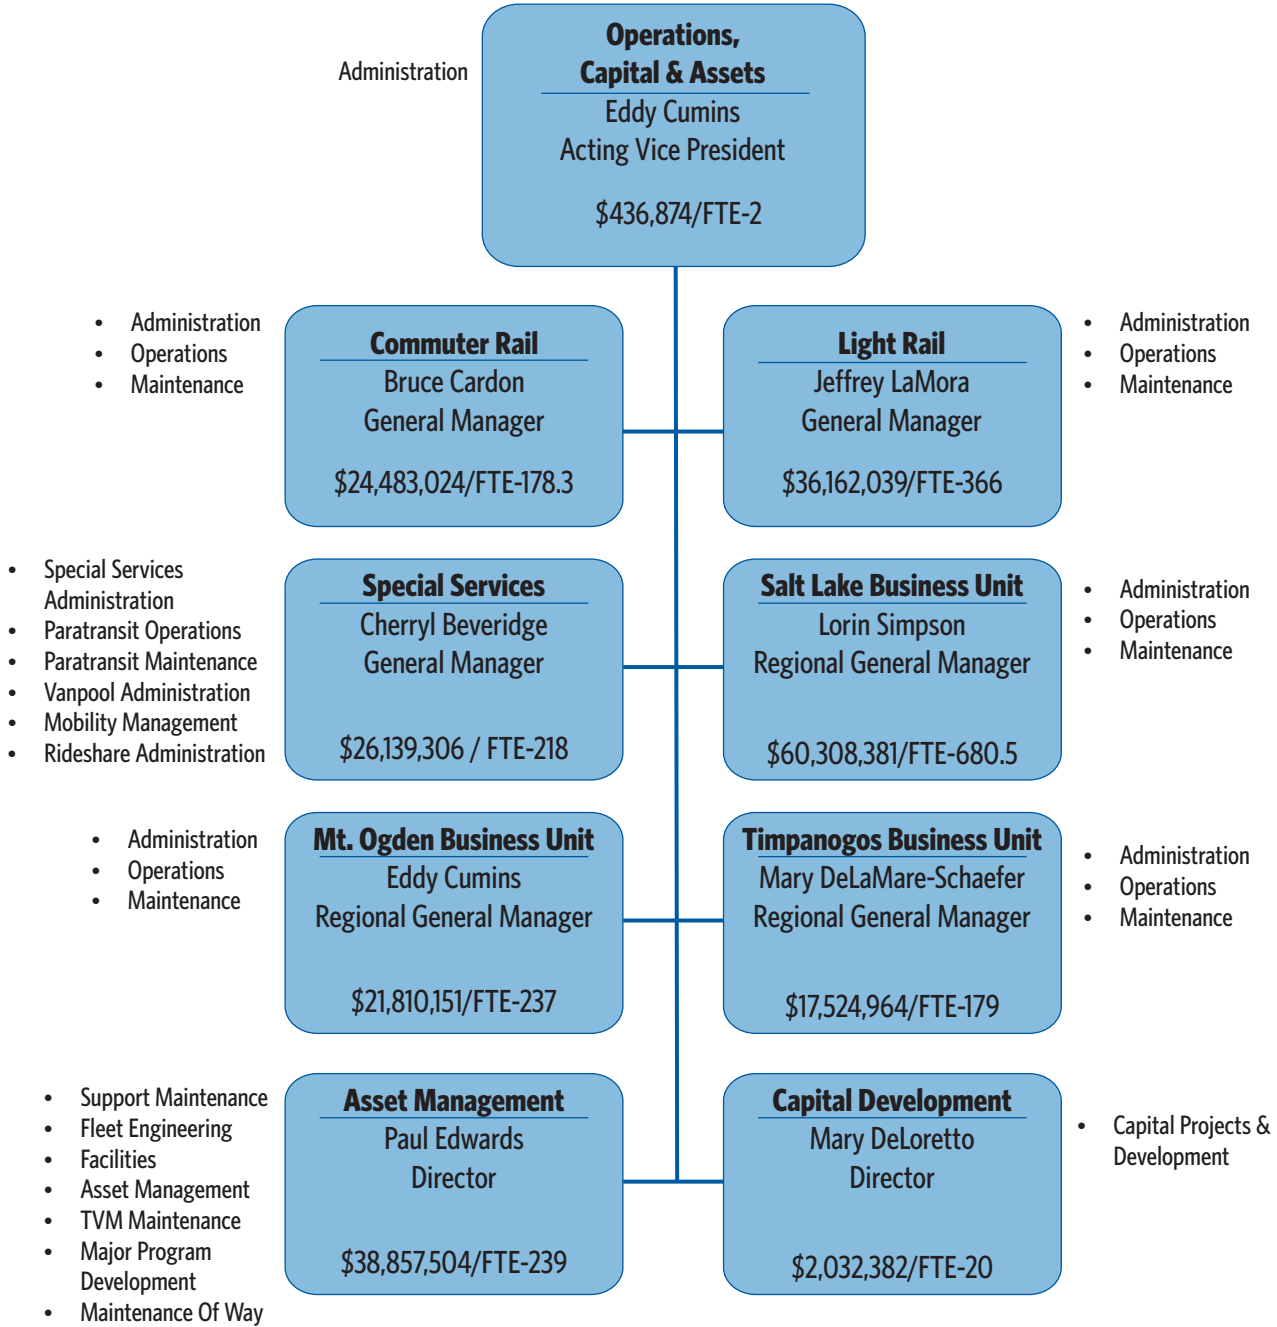 Administration
Operations,
Capital & Assets
Eddy Cumins
Acting Vice President
$436,874/FTE-2
• Administration
• Operations
• Maintenance
Commuter Rail
Bruce Cardon
General Manager
$24,483,024/FTE-178.3
Light Rail
Jeffrey LaMora
General Manager
$36,162,039/FTE-366
• Administration
• Operations
• Maintenance
• Special Services
Administration
• Paratransit Operations
• Paratransit Maintenance
• Vanpool Administration
• Mobility Management
• Rideshare Administration
Special Services
Cherryl Beveridge
General Manager
$26,139,306 / FTE-218
Salt Lake Business Unit
Lorin Simpson
Regional General Manager
$60,308,381/FTE-680.5
• Administration
• Operations
• Maintenance
• Administration
• Operations
• Maintenance
Mt. Ogden Business Unit
Eddy Cumins
Regional General Manager
$21,810,151/FTE-237
Timpanogos Business Unit
Mary DeLaMare-Schaefer
Regional General Manager
$17,524,964/FTE-179
• Administration
• Operations
• Maintenance
• Support Maintenance
• Fleet Engineering
• Facilities
• Asset Management
• TVM Maintenance
• Major Program
Development
• Maintenance Of Way
Asset Management
Paul Edwards
Director
$38,857,504/FTE-239
Capital Development
Mary DeLoretto
Director
$2,032,382/FTE-20
• Capital Projects &
Development